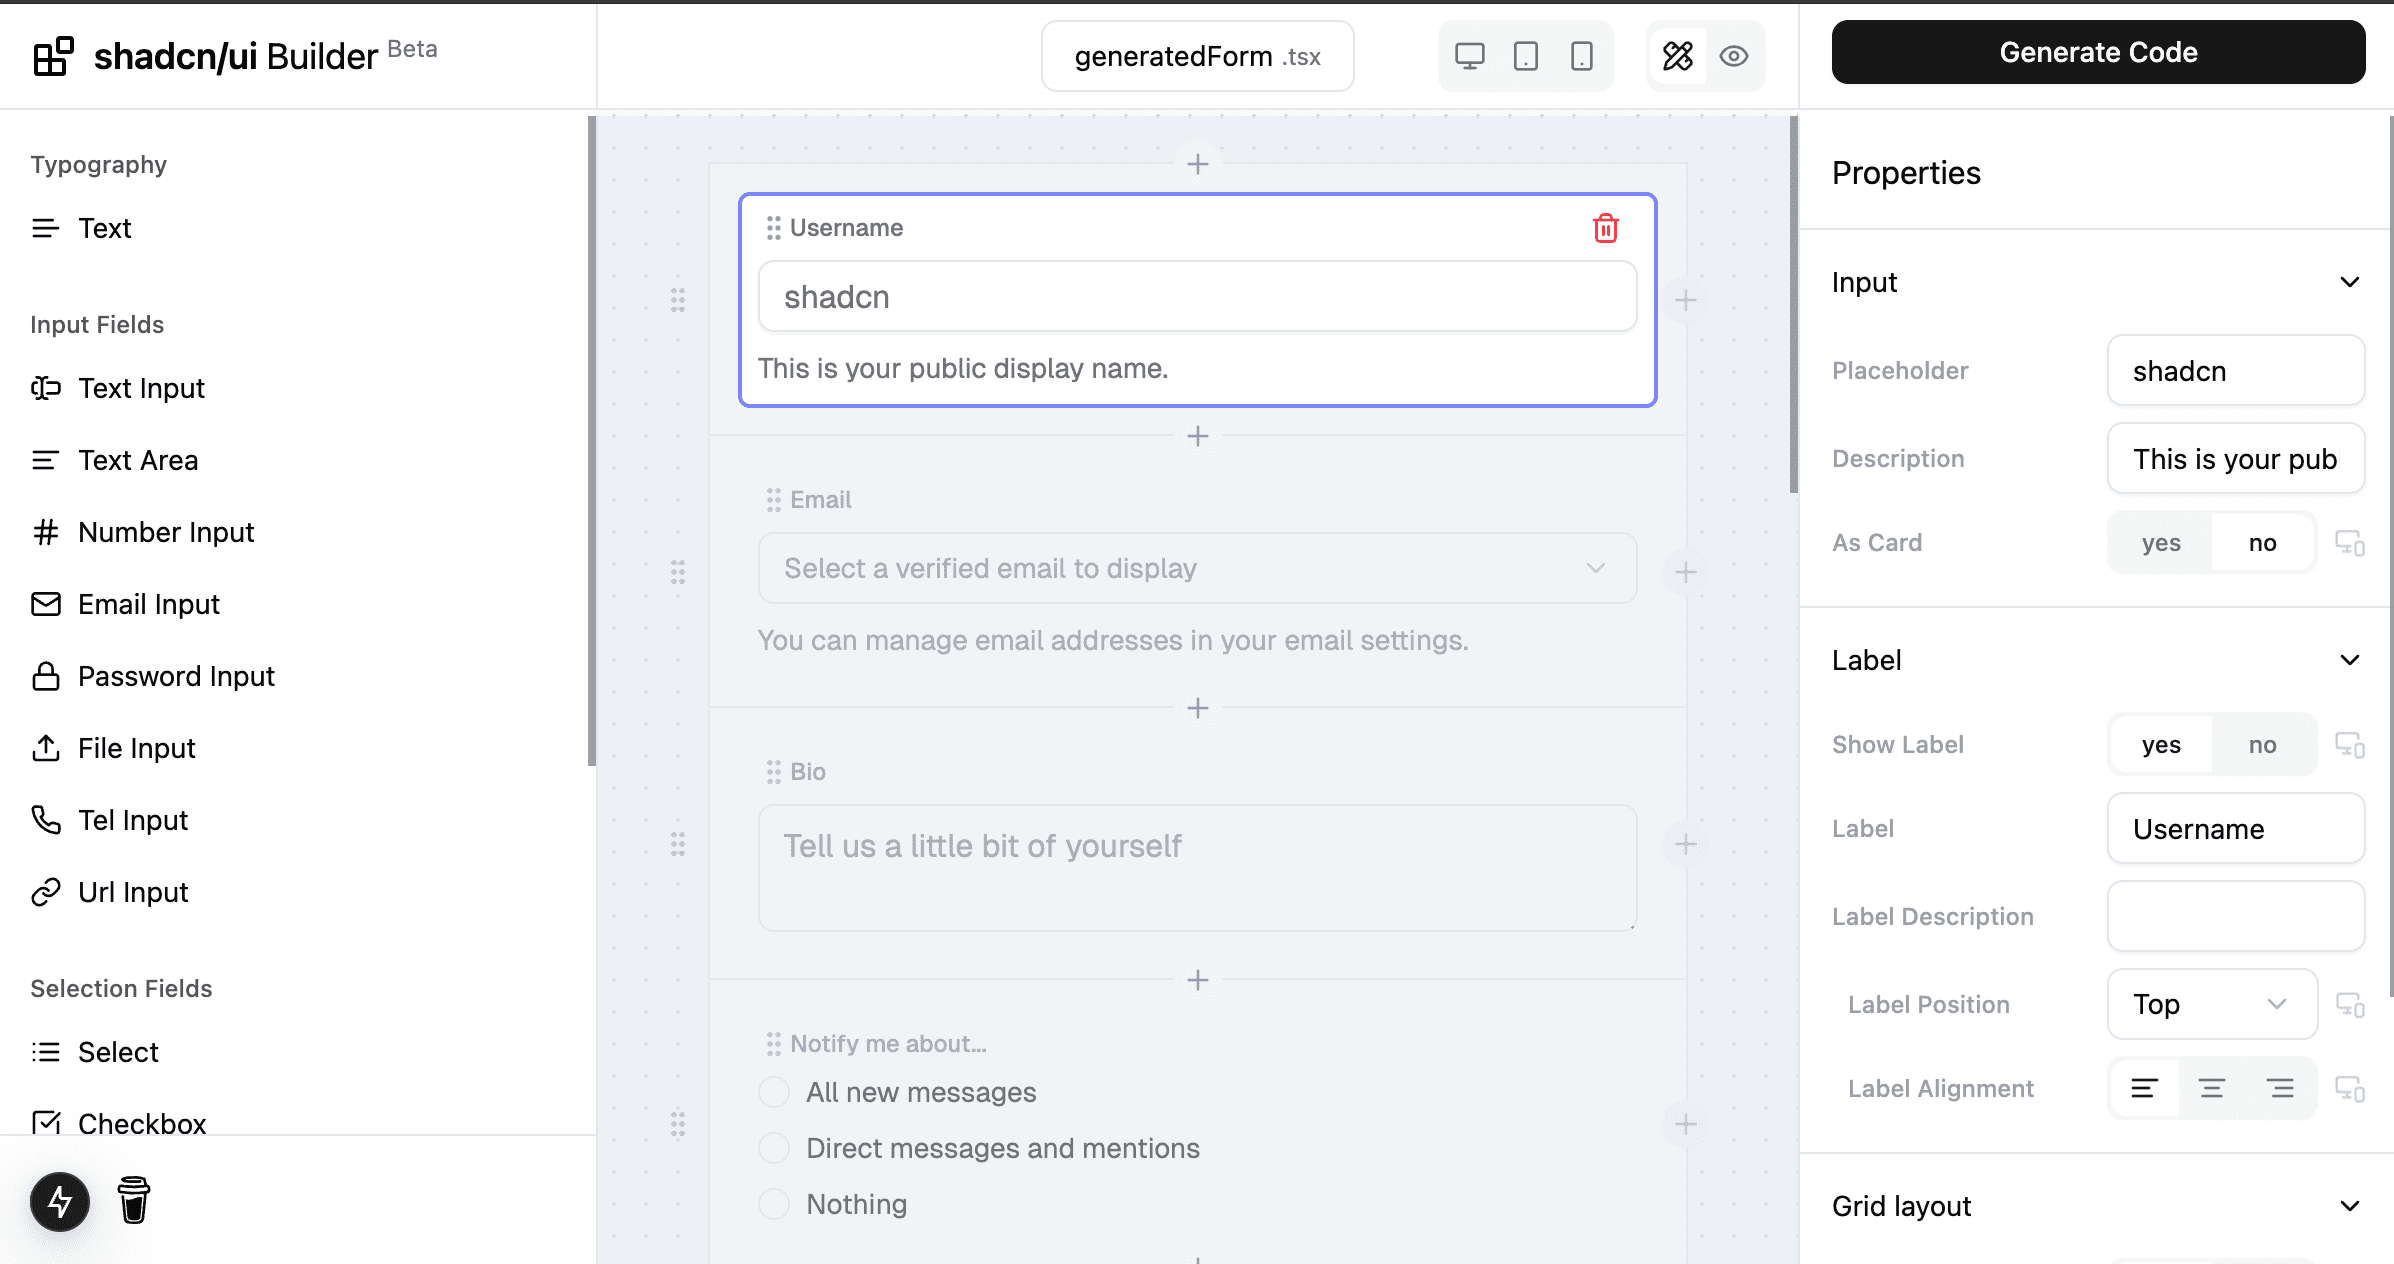 shadcn/ui Builder Beta
generatedForm .tsx
Generate Code
Typography
Text
Input Fields
Text Input
Text Area
Number Input
Email Input
Password Input
File Input
Tel Input
Url Input
Selection Fields
Select
Checkbox
Username
shadcn
This is your public display name.
Email
Select a verified email to display
You can manage email addresses in your email settings.
Bio
Tell us a little bit of yourself
Notify me about...
All new messages
Direct messages and mentions
Nothing
Properties
Input
Placeholder shadcn
Description This is your pub
As Card yes no
Label
Show Label yes no
Label Username
Label Description
Label Position Top
Label Alignment
Grid layout